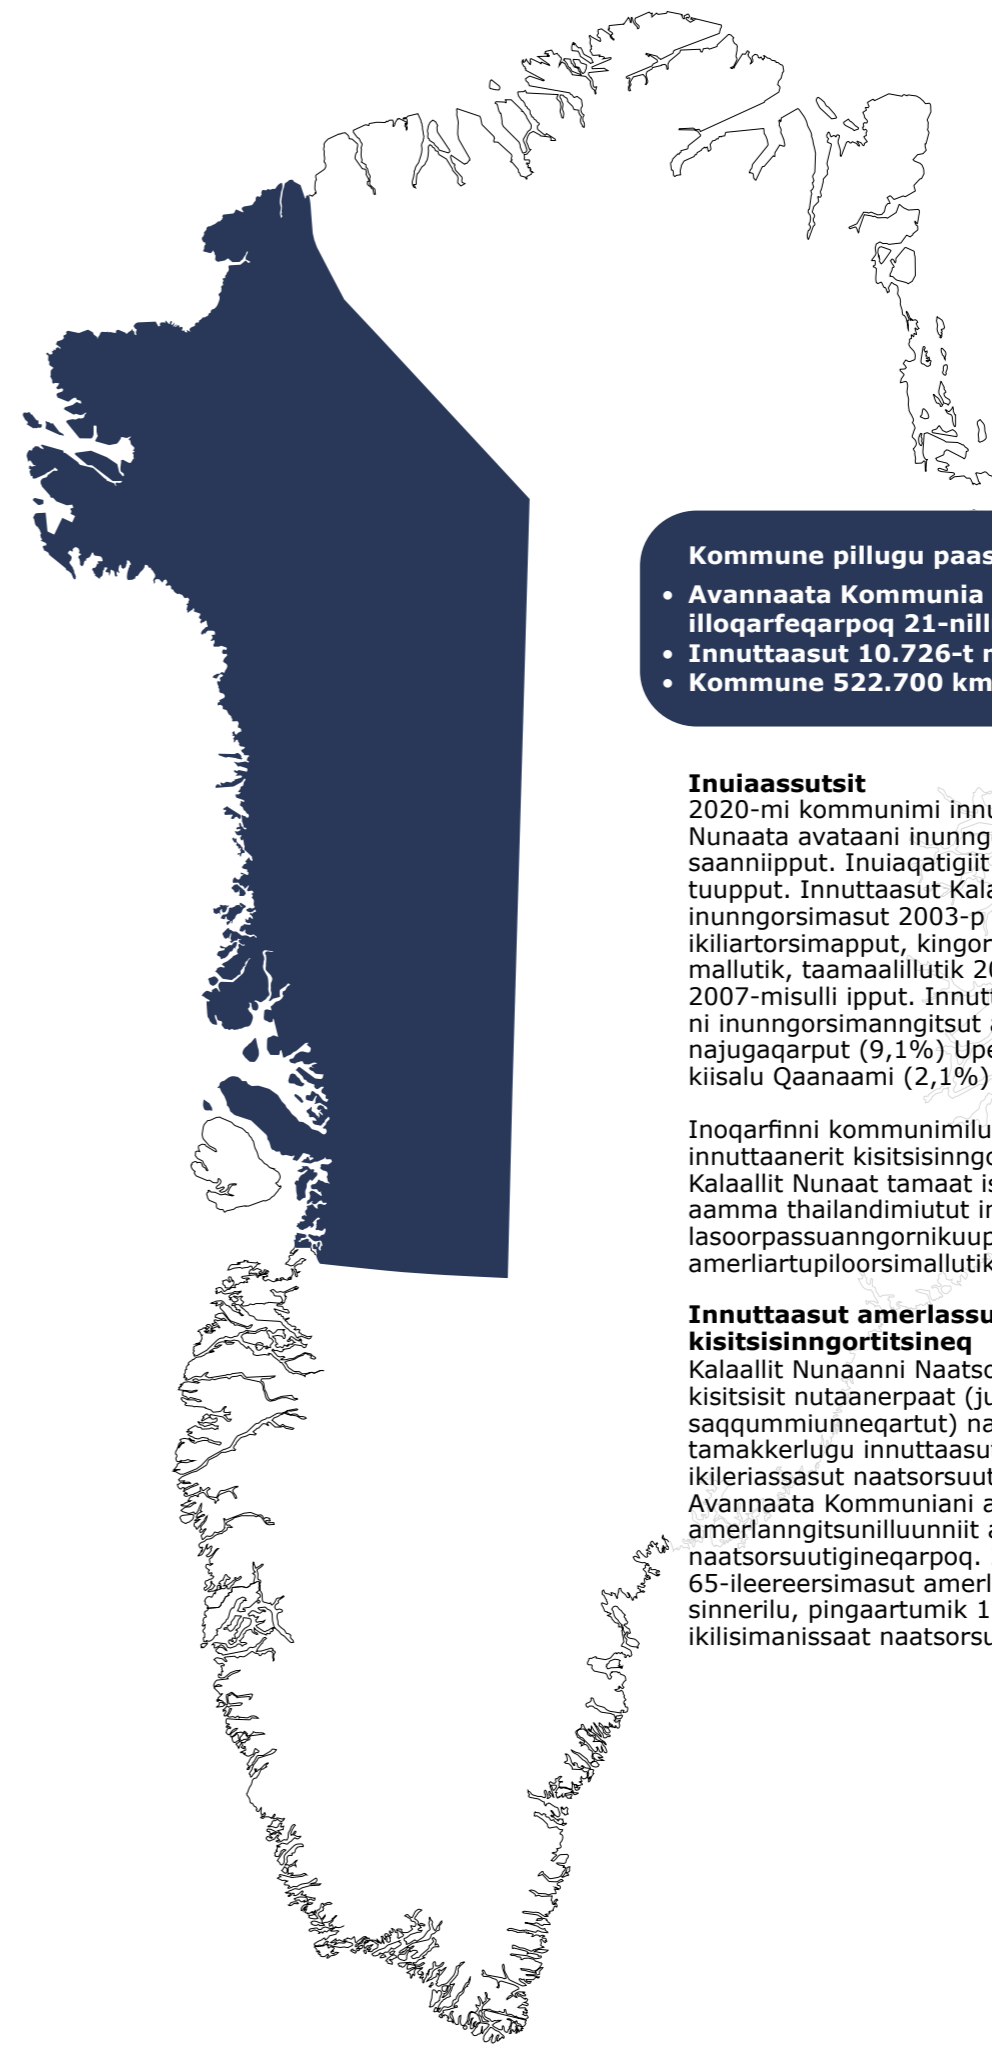 Kommune pillugu paas
• Avannaata Kommunia
illoqarfeqarpoq 21-nill
• Innuttaasut 10.726-t n
• Kommune 522.700 km
Inuiaassutsit
2020-mi kommunimi innu
Nunaata avataani inunng
saanniipput. Inuiaqatigiit
tuupput. Innuttaasut Kala
inunngorsimasut 2003-p
ikiliartorsimapput, kingor
mallutik, taamaalillutik 20
2007-misulli ipput. Innutt
ni inunngorsimanngitsut a
najugaqarput (9,1%) Upe
kiisalu Qaanaami (2,1%)
Inoqarfinni kommunimilu
innuttaanerit kisitsisinngo
Kalaallit Nunaat tamaat is
aamma thailandimiutut in
lasoorpassuanngornikuup
amerliartupiloorsimallutik
Innuttaasut amerlassu
kisitsisinngortitsineq
Kalaallit Nunaanni Naatso
kisitsisit nutaanerpaat (ju
saqqummiunneqartut) na
tamakkerlugu innuttaasut
ikileriassasut naatsorsuut
Avannaata Kommuniani a
amerlanngitsunilluunniit a
naatsorsuutigineqarpoq.
65-ileereersimasut amerl
sinnerilu, pingaartumik 1
ikilisimanissaat naatsorsu